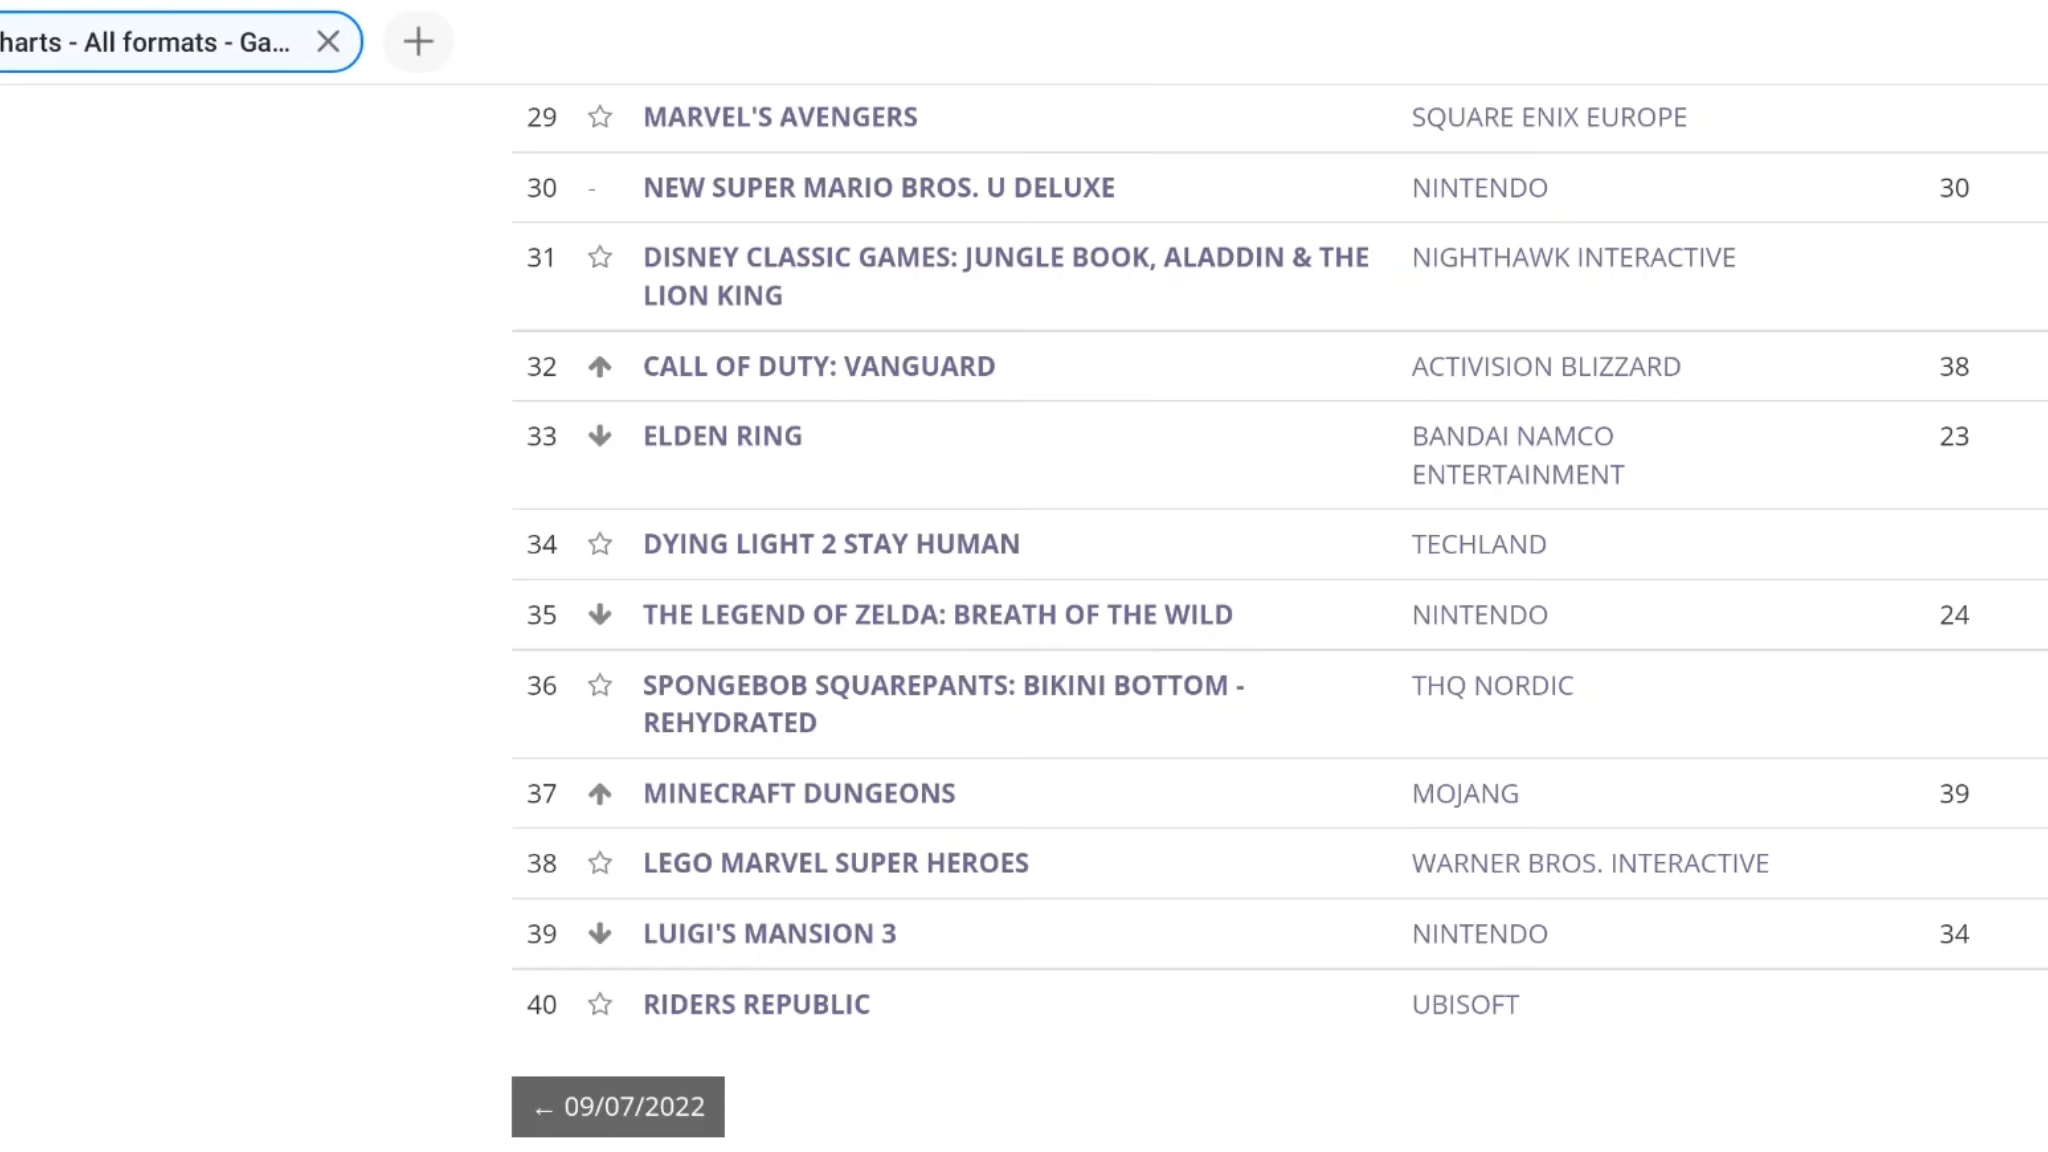 harts - All formats - Ga...
29 MARVEL'S AVENGERS SQUARE ENIX EUROPE
30 - NEW SUPER MARIO BROS. U DELUXE NINTENDO 30
31 DISNEY CLASSIC GAMES: JUNGLE BOOK, ALADDIN & THE NIGHTHAWK INTERACTIVE
LION KING
32 CALL OF DUTY: VANGUARD ACTIVISION BLIZZARD 38
33 ELDEN RING BANDAI NAMCO 23
ENTERTAINMENT
34 DYING LIGHT 2 STAY HUMAN TECHLAND
35 THE LEGEND OF ZELDA: BREATH OF THE WILD NINTENDO 24
36 SPONGEBOB SQUAREPANTS: BIKINI BOTTOM - THQ NORDIC
REHYDRATED
37 MINECRAFT DUNGEONS MOJANG 39
38 LEGO MARVEL SUPER HEROES WARNER BROS. INTERACTIVE
39 LUIGI'S MANSION 3 NINTENDO 34
40 RIDERS REPUBLIC UBISOFT
← 09/07/2022